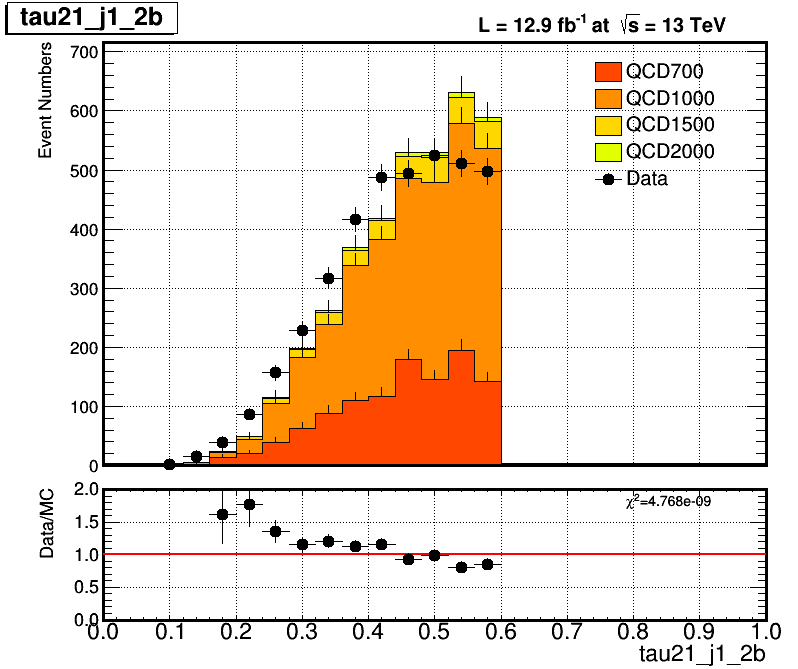 tau21_j1_2b
L = 12.9 fb⁻¹ at √s = 13 TeV
Event Numbers
700
600
500
400
300
200
100
0
QCD700
QCD1000
QCD1500
QCD2000
Data
Data/MC
2.0
1.5
1.0
0.5
0.0
χ²=4.768e-09
0.0 0.1 0.2 0.3 0.4 0.5 0.6 0.7 0.8 0.9 1.0
tau21_j1_2b